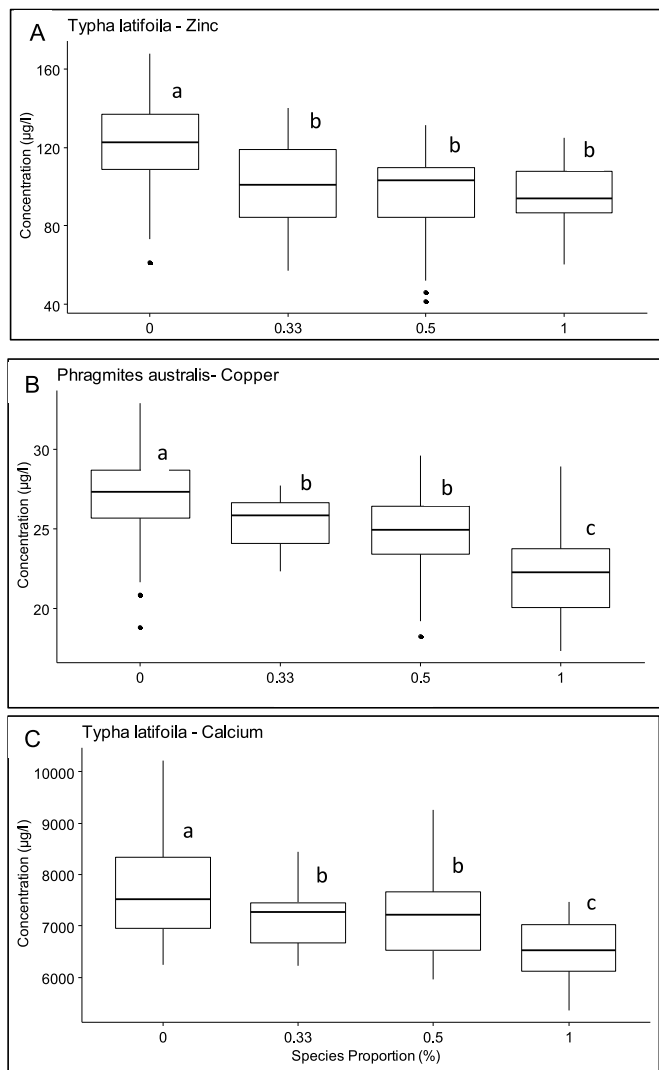 A
Typha latifoila - Zinc
Concentration (µg/l)
160
120
80
40
a
b
b
b
0
0.33
0.5
1
B
Phragmites australis- Copper
Concentration (µg/l)
30
25
20
a
b
b
c
0
0.33
0.5
1
C
Typha latifoila - Calcium
Concentration (µg/l)
10000
9000
8000
7000
6000
a
b
b
c
0
0.33
0.5
1
Species Proportion (%)